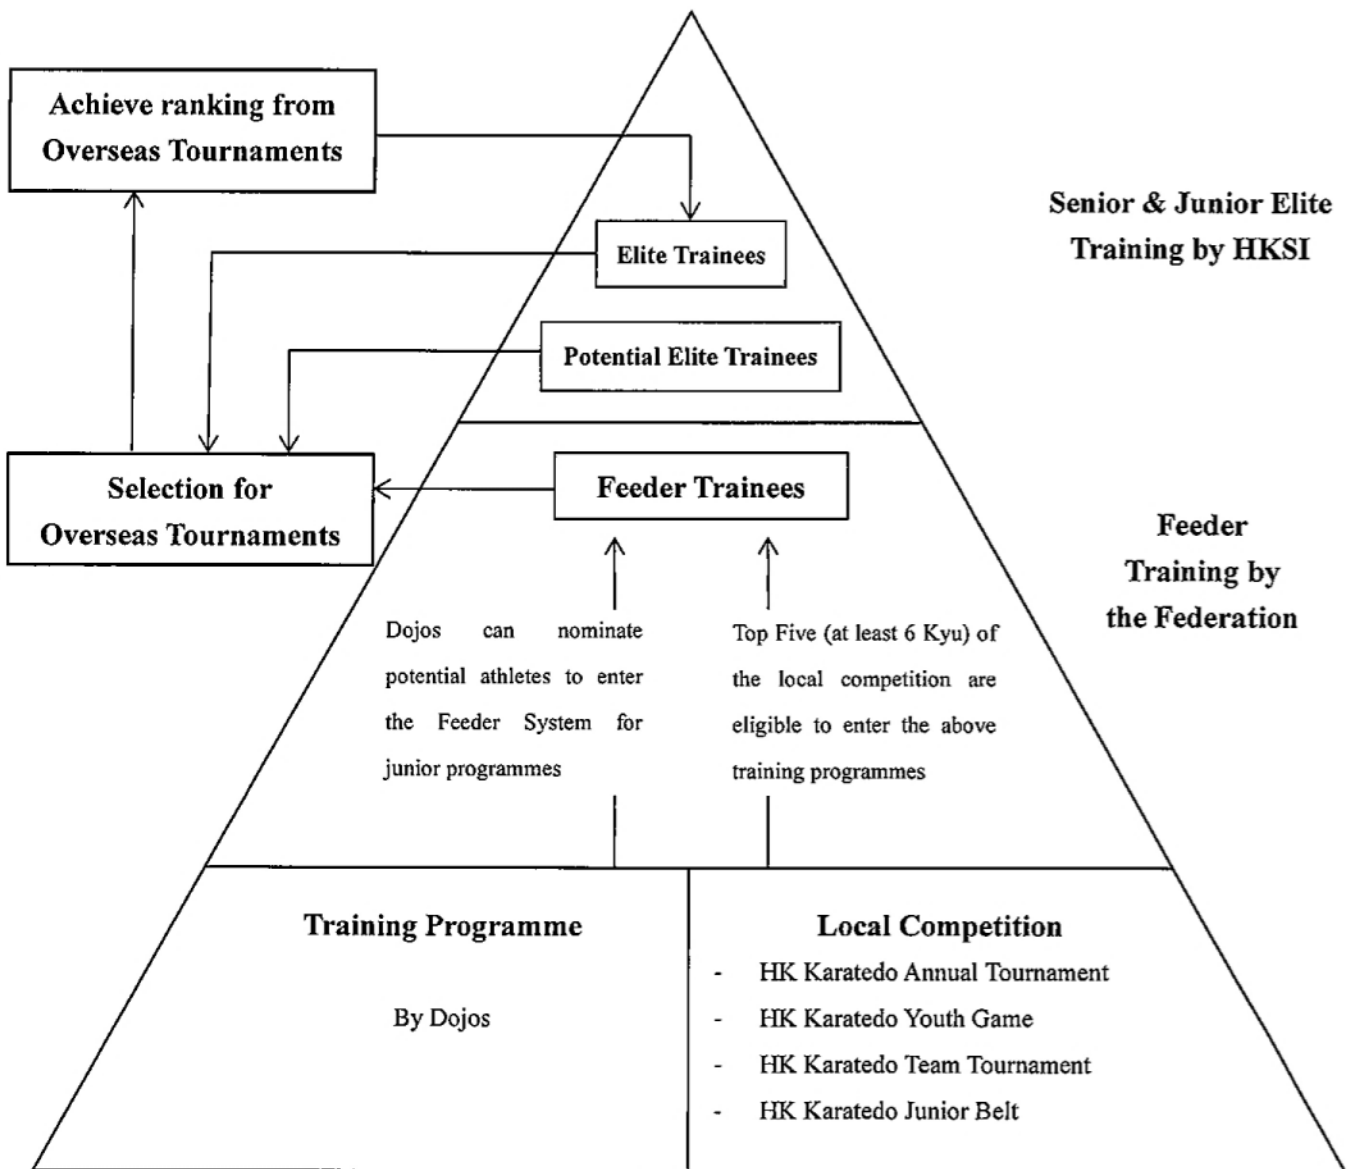 Achieve ranking from
Overseas Tournaments
Senior & Junior Elite
Training by HKSI
Elite Trainees
Potential Elite Trainees
Selection for
Overseas Tournaments
Feeder Trainees
Feeder
Training by
the Federation
Dojos can nominate
potential athletes to enter
the Feeder System for
junior programmes
Top Five (at least 6 Kyu) of
the local competition are
eligible to enter the above
training programmes
Training Programme
By Dojos
Local Competition
- HK Karatedo Annual Tournament
- HK Karatedo Youth Game
- HK Karatedo Team Tournament
- HK Karatedo Junior Belt